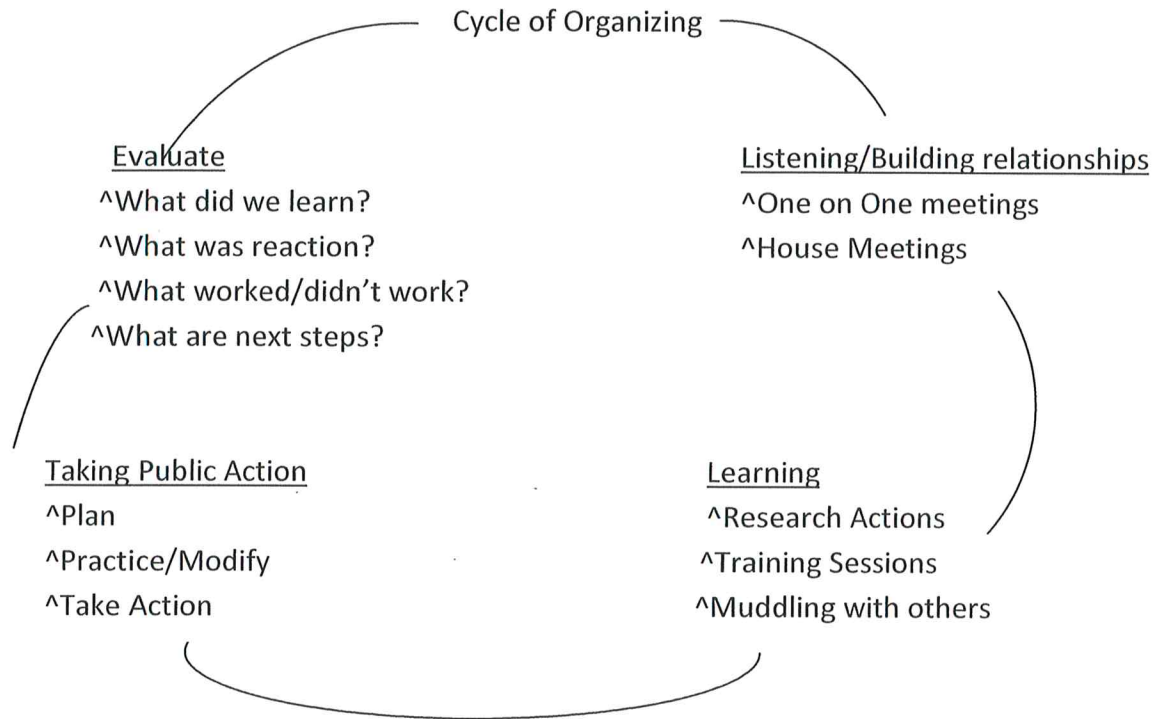 Cycle of Organizing
Evaluate
^What did we learn?
^What was reaction?
^What worked/didn't work?
^What are next steps?
Listening/Building relationships
^One on One meetings
^House Meetings
Taking Public Action
^Plan
^Practice/Modify
^Take Action
Learning
^Research Actions
^Training Sessions
^Muddling with others